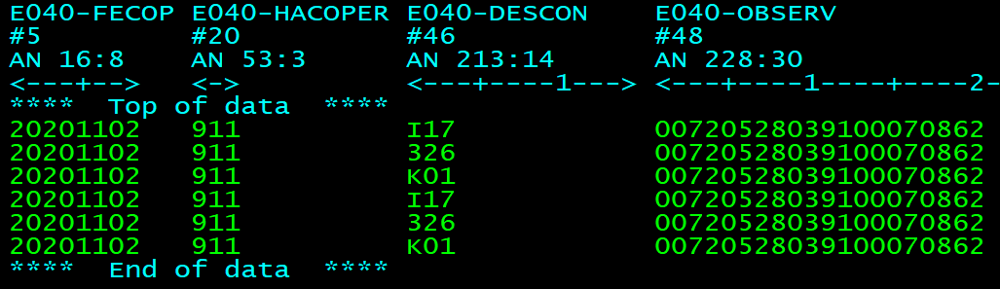 E040-FECOP E040-HACOPER E040-DESCON E040-OBSERV
#5 #20 #46 #48
AN 16:8 AN 53:3 AN 213:14 AN 228:30
<---+--> <-> <---+----1---> <---+----1----+----2-
**** Top of data ****
20201102 911 I17 00720528039100070862
20201102 911 326 00720528039100070862
20201102 911 K01 00720528039100070862
20201102 911 I17 00720528039100070862
20201102 911 326 00720528039100070862
20201102 911 K01 00720528039100070862
**** End of data ****